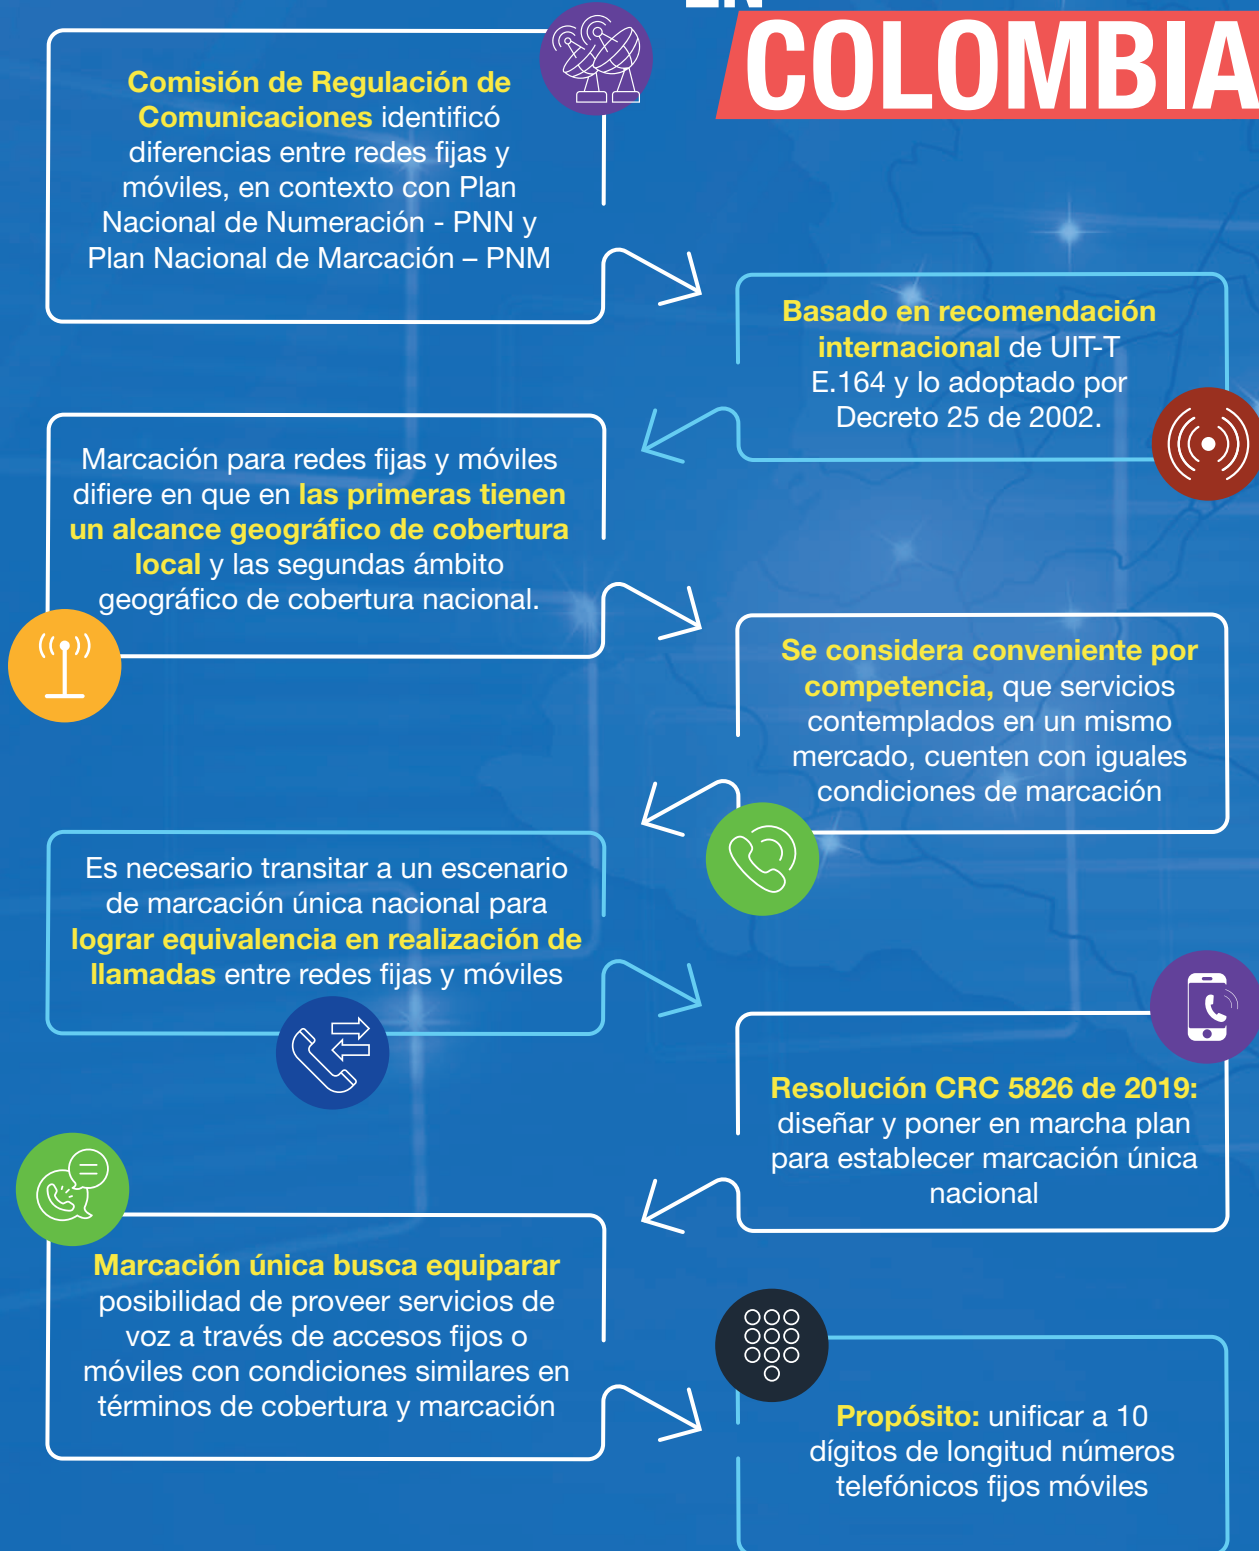 EN
COLOMBIA
Comisión de Regulación de
Comunicaciones identificó
diferencias entre redes fijas y
móviles, en contexto con Plan
Nacional de Numeración - PNN y
Plan Nacional de Marcación – PNM
Basado en recomendación
internacional de UIT-T
E.164 y lo adoptado por
Decreto 25 de 2002.
Marcación para redes fijas y móviles
difiere en que en las primeras tienen
un alcance geográfico de cobertura
local y las segundas ámbito
geográfico de cobertura nacional.
Se considera conveniente por
competencia, que servicios
contemplados en un mismo
mercado, cuenten con iguales
condiciones de marcación
Es necesario transitar a un escenario
de marcación única nacional para
lograr equivalencia en realización de
llamadas entre redes fijas y móviles
Resolución CRC 5826 de 2019:
diseñar y poner en marcha plan
para establecer marcación única
nacional
Marcación única busca equiparar
posibilidad de proveer servicios de
voz a través de accesos fijos o
móviles con condiciones similares en
términos de cobertura y marcación
Propósito: unificar a 10
dígitos de longitud números
telefónicos fijos móviles